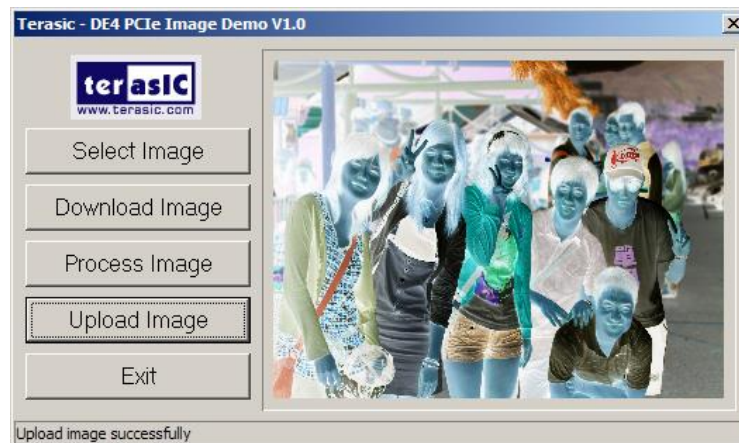 Terasic - DE4 PCIe Image Demo V1.0
terasIC
www.terasic.com
Select Image
Download Image
Process Image
Upload Image
Exit
Upload image successfully